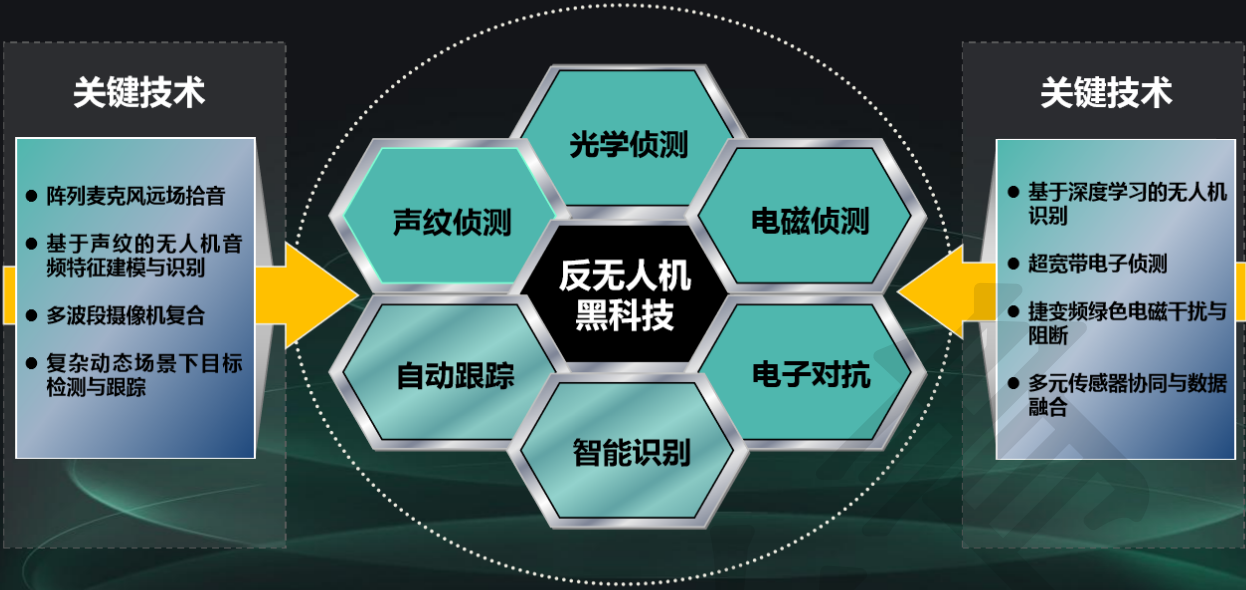 关键技术
● 阵列麦克风远场拾音
● 基于声纹的无人机音
频特征建模与识别
● 多波段摄像机复合
● 复杂动态场景下目标
检测与跟踪
光学侦测
声纹侦测
电磁侦测
反无人机
黑科技
自动跟踪
电子对抗
智能识别
关键技术
● 基于深度学习的无人机
识别
● 超宽带电子侦测
● 捷变频绿色电磁干扰与
阻断
● 多元传感器协同与数据
融合